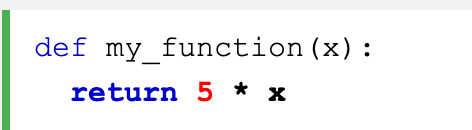 def my_function(x):
  return 5 * x